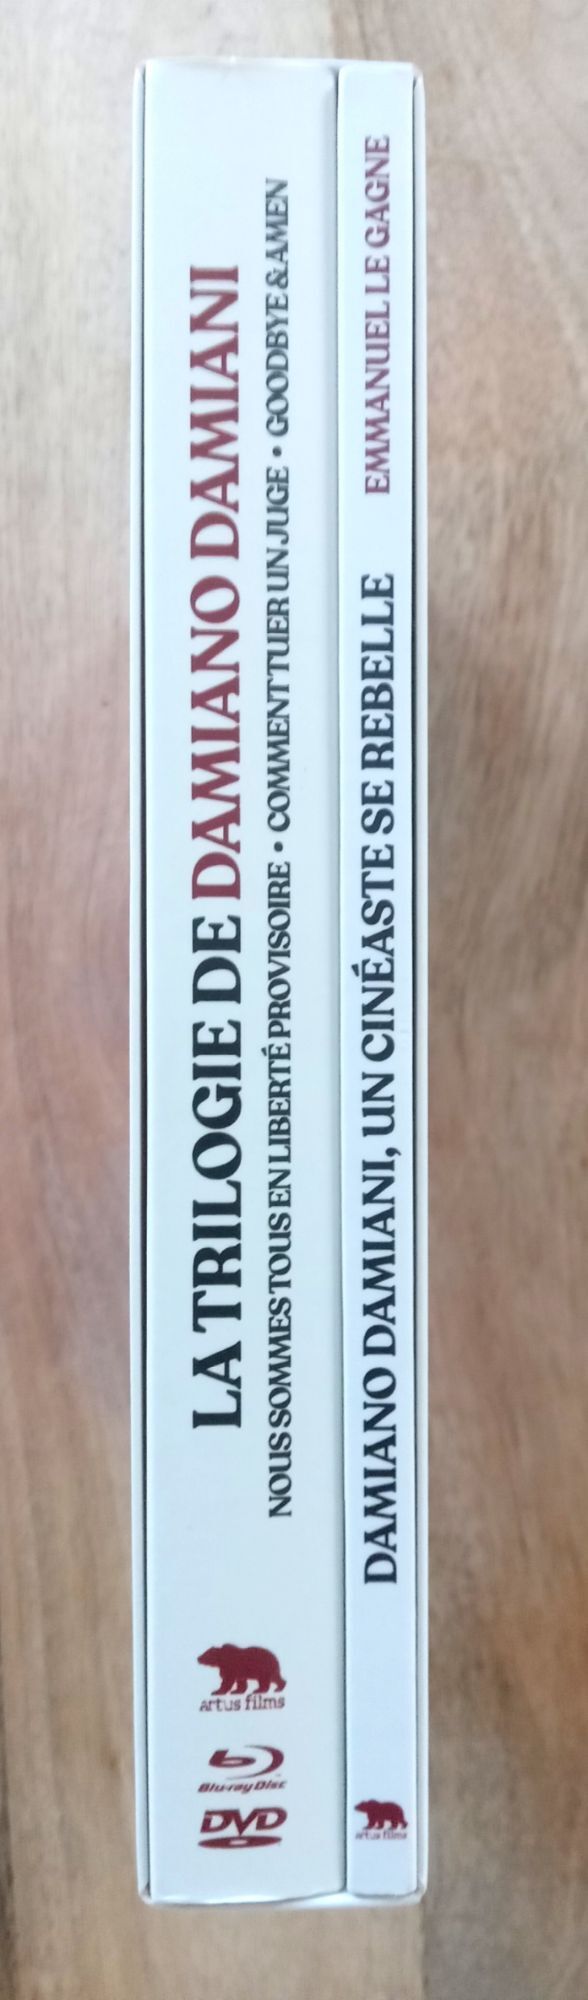 LA TRILOGIE DE DAMIANO DAMIANI
NOUS SOMMES TOUS EN LIBERTÉ PROVISOIRE • COMMENT TUER UN JUGE • GOODBYE & AMEN
artus films
Blu-ray Disc
DVD
DAMIANO DAMIANI, UN CINÉASTE SE REBELLE EMMANUEL LE GAGNE
artus films